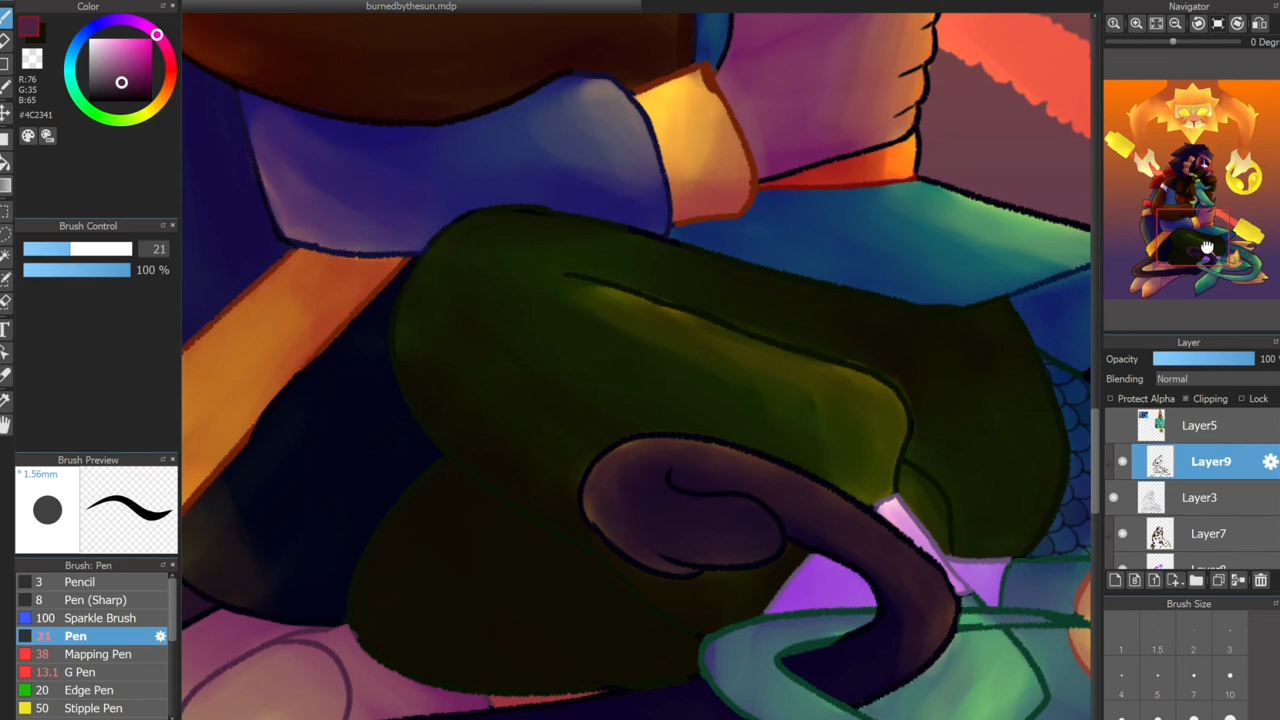 burnedbythesun.mdp
Color
R:76
G:35
B:65
#4C2341
Brush Control
21
100 %
Brush Preview
* 1.56mm
Brush: Pen
3 Pencil
8 Pen (Sharp)
100 Sparkle Brush
21 Pen
38 Mapping Pen
13.1 G Pen
20 Edge Pen
50 Stipple Pen
T
Navigator
0 Degr
Layer
Opacity 100
Blending Normal
Protect Alpha Clipping Lock
Layer5
Layer9
Layer3
Layer7
Brush Size
1 1.5 2 3
4 5 7 10